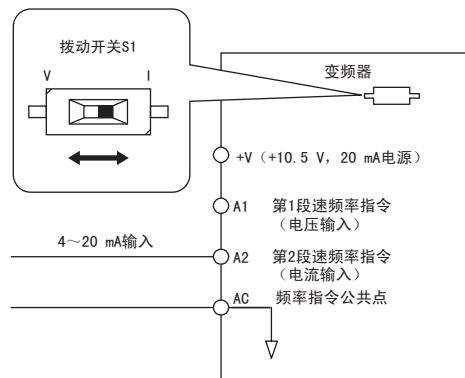 拨动开关S1
V
I
变频器
+V（+10.5 V，20 mA电源）
A1 第1段速频率指令
（电压输入）
4～20 mA输入
A2 第2段速频率指令
（电流输入）
AC 频率指令公共点